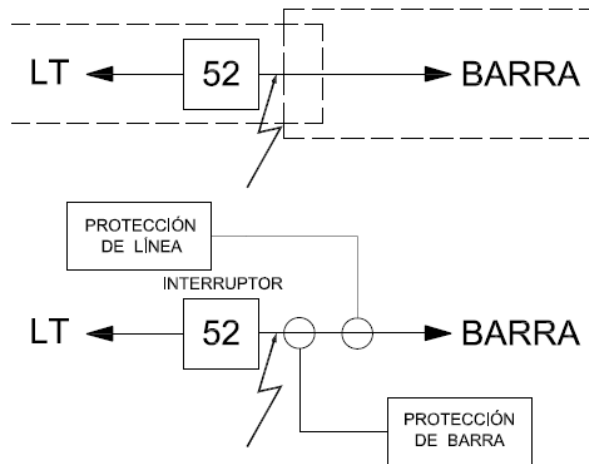 LT
52
BARRA
PROTECCIÓN
DE LÍNEA
INTERRUPTOR
LT
52
BARRA
PROTECCIÓN
DE BARRA